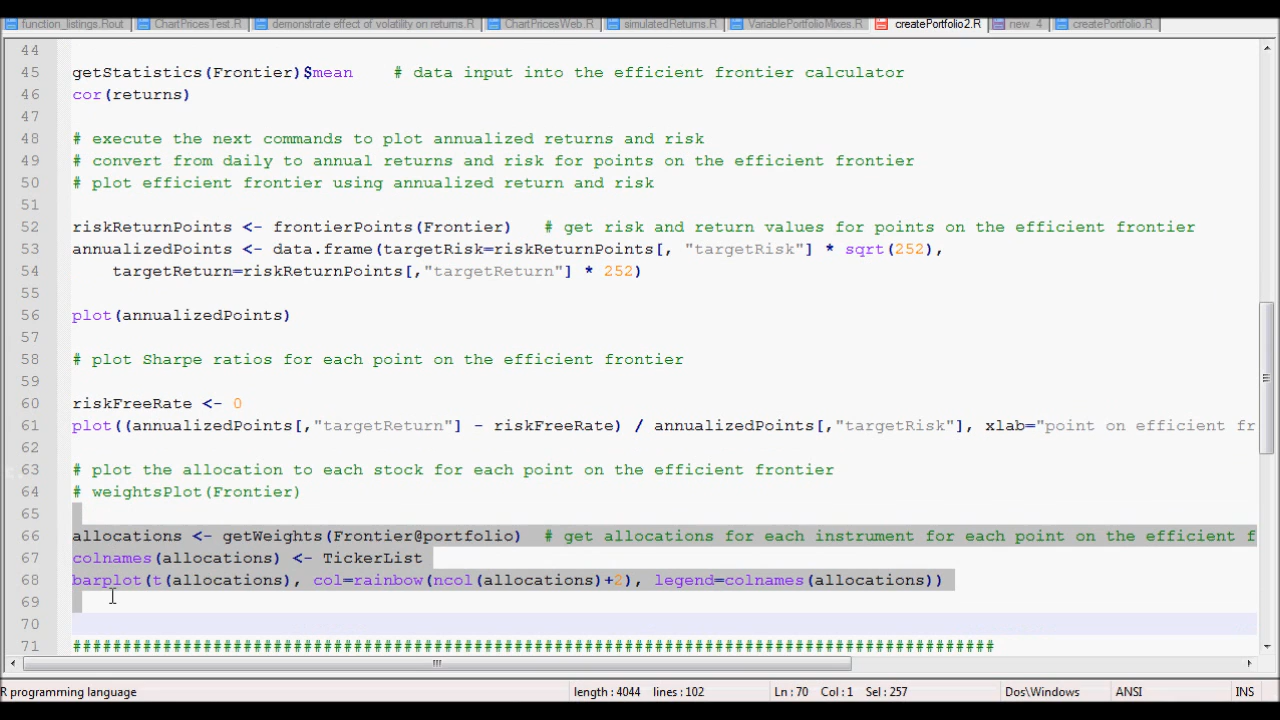 function_listings.Rout ChartPricesTest.R demonstrate effect of volatility on returns.R ChartPricesWeb.R simulatedReturns.R VariablePortfolioMixes.R createPortfolio2.R new 4 createPortfolio.R
44
45 getStatistics(Frontier)$mean # data input into the efficient frontier calculator
46 cor(returns)
47
48 # execute the next commands to plot annualized returns and risk
49 # convert from daily to annual returns and risk for points on the efficient frontier
50 # plot efficient frontier using annualized return and risk
51
52 riskReturnPoints <- frontierPoints(Frontier) # get risk and return values for points on the efficient frontier
53 annualizedPoints <- data.frame(targetRisk=riskReturnPoints[, "targetRisk"] * sqrt(252),
54 targetReturn=riskReturnPoints[,"targetReturn"] * 252)
55
56 plot(annualizedPoints)
57
58 # plot Sharpe ratios for each point on the efficient frontier
59
60 riskFreeRate <- 0
61 plot((annualizedPoints[,"targetReturn"] - riskFreeRate) / annualizedPoints[,"targetRisk"], xlab="point on efficient fr
62
63 # plot the allocation to each stock for each point on the efficient frontier
64 # weightsPlot(Frontier)
65
66 allocations <- getWeights(Frontier@portfolio) # get allocations for each instrument for each point on the efficient f
67 colnames(allocations) <- TickerList
68 barplot(t(allocations), col=rainbow(ncol(allocations)+2), legend=colnames(allocations))
69
70
71 ############################################################################################
R programming language length : 4044 lines : 102 Ln : 70 Col : 1 Sel : 257 Dos\Windows ANSI INS